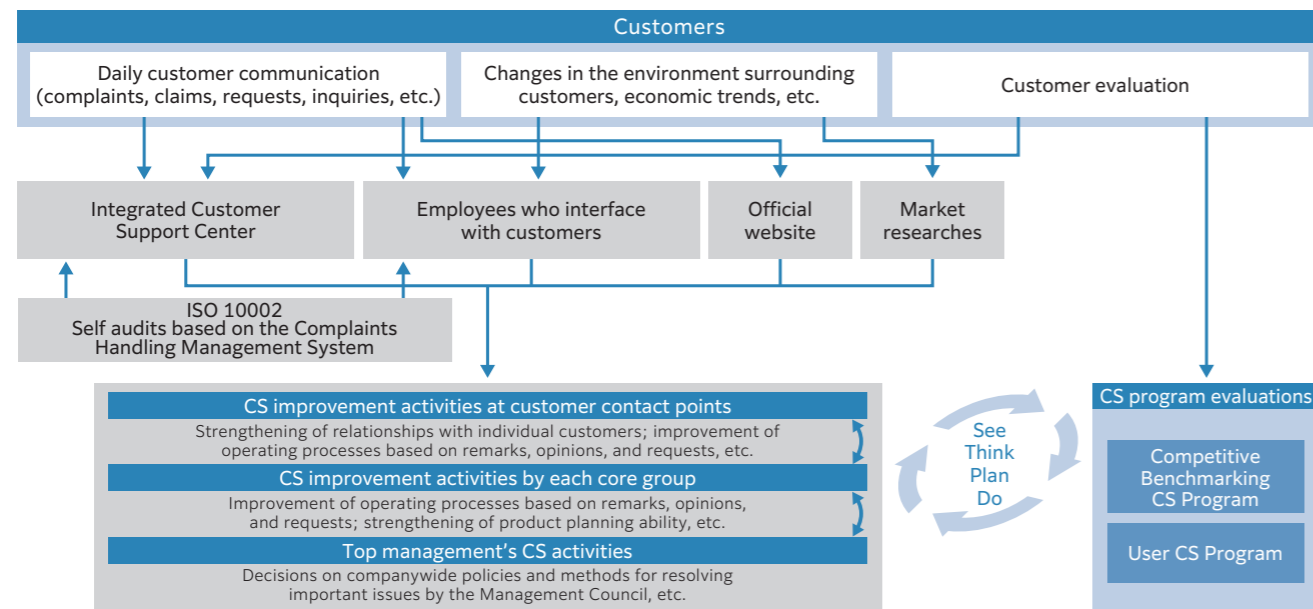 Customers
Daily customer communication
(complaints, claims, requests, inquiries, etc.)
Changes in the environment surrounding
customers, economic trends, etc.
Customer evaluation
Integrated Customer
Support Center
Employees who interface
with customers
Official
website
Market
researches
ISO 10002
Self audits based on the Complaints
Handling Management System
CS improvement activities at customer contact points
Strengthening of relationships with individual customers; improvement of
operating processes based on remarks, opinions, and requests, etc.
CS improvement activities by each core group
Improvement of operating processes based on remarks, opinions,
and requests; strengthening of product planning ability, etc.
Top management’s CS activities
Decisions on companywide policies and methods for resolving
important issues by the Management Council, etc.
See
Think
Plan
Do
CS program evaluations
Competitive
Benchmarking
CS Program
User CS Program